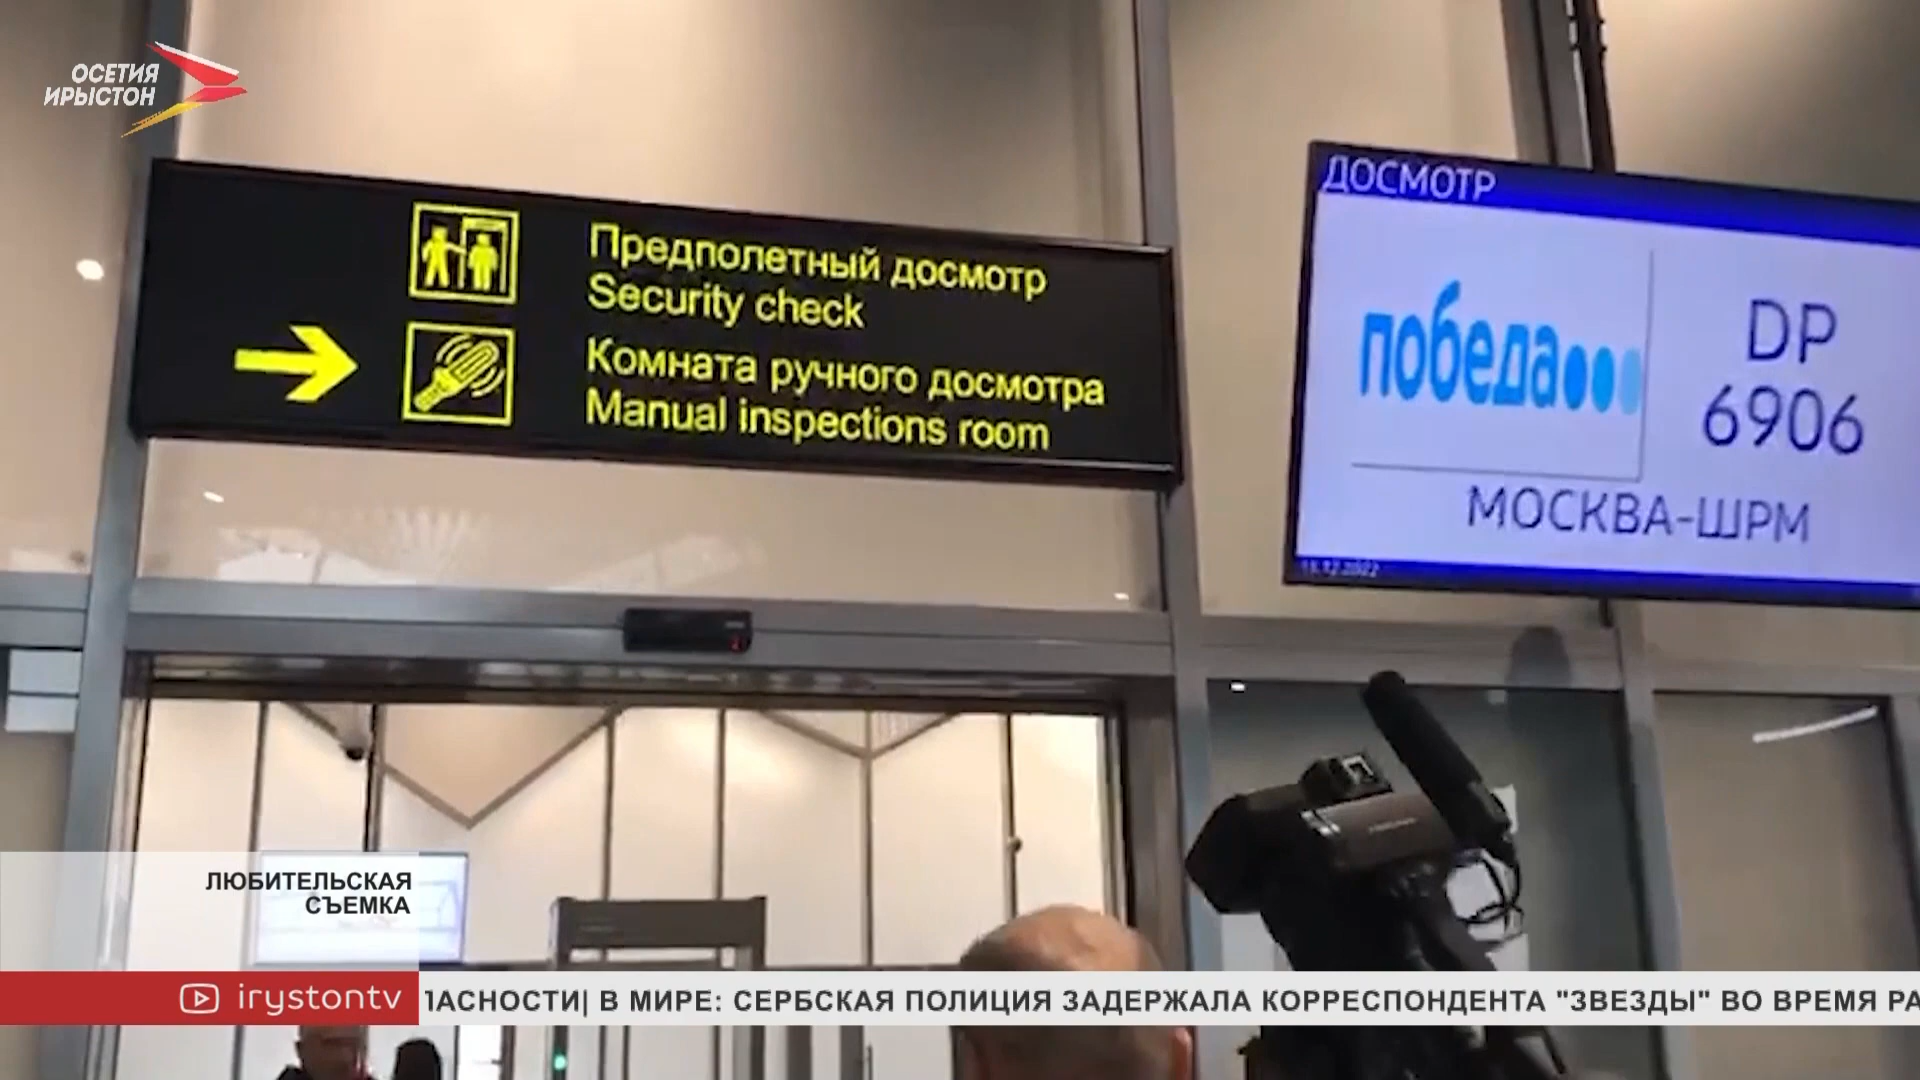 ОСЕТИЯ
ИРЫСТОН
Предполетный досмотр
Security check
Комната ручного досмотра
Manual inspections room
ДОСМОТР
победа
DP
6906
МОСКВА-ШРМ
ЛЮБИТЕЛЬСКАЯ
СЪЕМКА
irystontv
ПАСНОСТИ| В МИРЕ: СЕРБСКАЯ ПОЛИЦИЯ ЗАДЕРЖАЛА КОРРЕСПОНДЕНТА "ЗВЕЗДЫ" ВО ВРЕМЯ РА